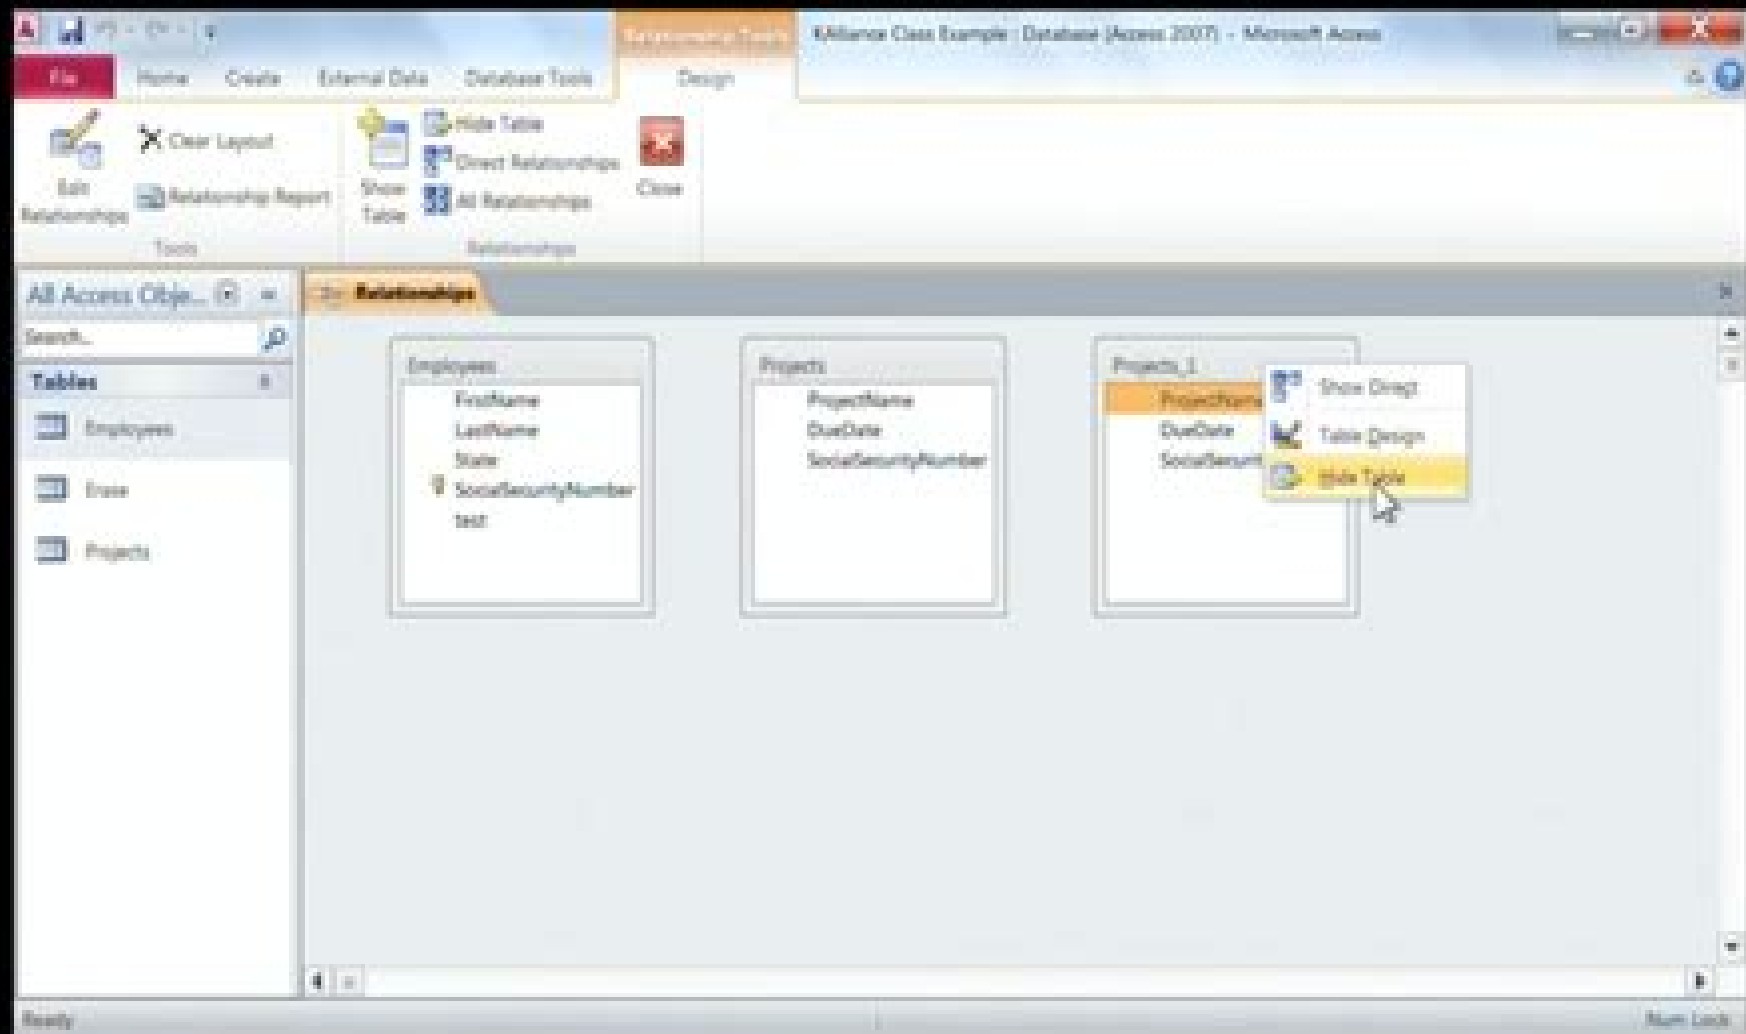 Relationship Tools
KAlliance Class Example : Database (Access 2007) - Microsoft Access
File Home Create External Data Database Tools Design
Edit Relationships
Clear Layout
Relationship Report
Tools
Show Table
Hide Table
Direct Relationships
All Relationships
Close
Relationships
All Access Obje...
Search...
Tables
Employees
Erase
Projects
Relationships
Employees
FirstName
LastName
State
SocialSecurityNumber
test
Projects
ProjectName
DueDate
SocialSecurityNumber
Projects_1
ProjectName
DueDate
SocialSecurit
Show Direct
Table Design
Hide Table
Ready
Num Lock